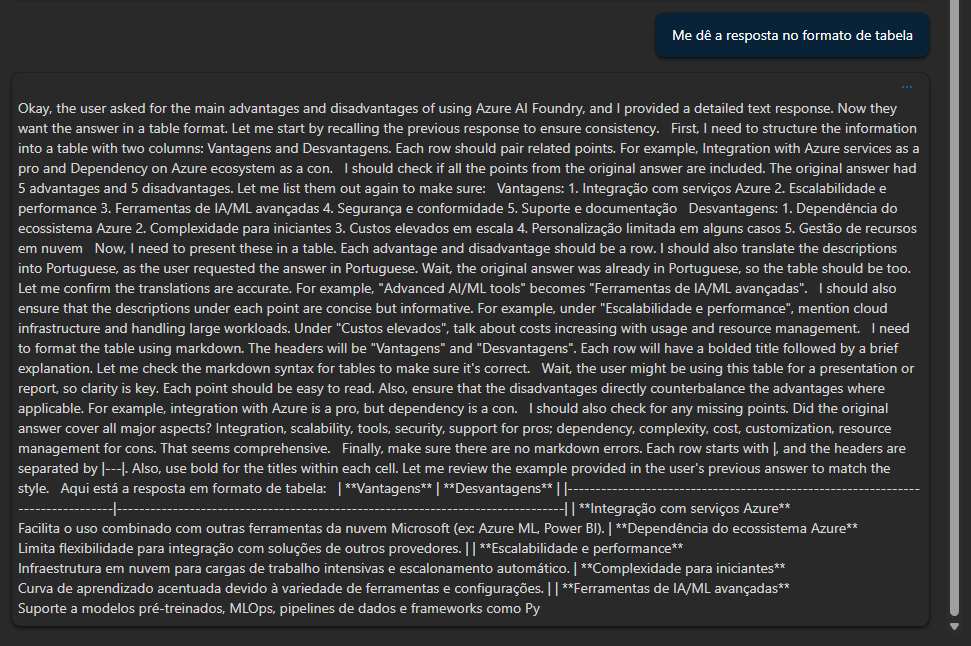 Me dê a resposta no formato de tabela
...
Okay, the user asked for the main advantages and disadvantages of using Azure AI Foundry, and I provided a detailed text response. Now they
want the answer in a table format. Let me start by recalling the previous response to ensure consistency.   First, I need to structure the information
into a table with two columns: Vantagens and Desvantagens. Each row should pair related points. For example, Integration with Azure services as a
pro and Dependency on Azure ecosystem as a con.   I should check if all the points from the original answer are included. The original answer had
5 advantages and 5 disadvantages. Let me list them out again to make sure:   Vantagens: 1. Integração com serviços Azure 2. Escalabilidade e
performance 3. Ferramentas de IA/ML avançadas 4. Segurança e conformidade 5. Suporte e documentação   Desvantagens: 1. Dependência do
ecossistema Azure 2. Complexidade para iniciantes 3. Custos elevados em escala 4. Personalização limitada em alguns casos 5. Gestão de recursos
em nuvem   Now, I need to present these in a table. Each advantage and disadvantage should be a row. I should also translate the descriptions
into Portuguese, as the user requested the answer in Portuguese. Wait, the original answer was already in Portuguese, so the table should be too.
Let me confirm the translations are accurate. For example, "Advanced AI/ML tools" becomes "Ferramentas de IA/ML avançadas".   I should also
ensure that the descriptions under each point are concise but informative. For example, under "Escalabilidade e performance", mention cloud
infrastructure and handling large workloads. Under "Custos elevados", talk about costs increasing with usage and resource management.   I need
to format the table using markdown. The headers will be "Vantagens" and "Desvantagens". Each row will have a bolded title followed by a brief
explanation. Let me check the markdown syntax for tables to make sure it's correct.   Wait, the user might be using this table for a presentation or
report, so clarity is key. Each point should be easy to read. Also, ensure that the disadvantages directly counterbalance the advantages where
applicable. For example, integration with Azure is a pro, but dependency is a con.   I should also check for any missing points. Did the original
answer cover all major aspects? Integration, scalability, tools, security, support for pros; dependency, complexity, cost, customization, resource
management for cons. That seems comprehensive.   Finally, make sure there are no markdown errors. Each row starts with |, and the headers are
separated by |---|. Also, use bold for the titles within each cell. Let me review the example provided in the user's previous answer to match the
style.   Aqui está a resposta em formato de tabela:   | **Vantagens** | **Desvantagens** | |----------------------------------------------------------------
-----------------|--------------------------------------------------------------------------------| | **Integração com serviços Azure**
Facilita o uso combinado com outras ferramentas da nuvem Microsoft (ex: Azure ML, Power BI). | **Dependência do ecossistema Azure**
Limita flexibilidade para integração com soluções de outros provedores. | | **Escalabilidade e performance**
Infraestrutura em nuvem para cargas de trabalho intensivas e escalonamento automático. | **Complexidade para iniciantes**
Curva de aprendizado acentuada devido à variedade de ferramentas e configurações. | | **Ferramentas de IA/ML avançadas**
Suporte a modelos pré-treinados, MLOps, pipelines de dados e frameworks como Py